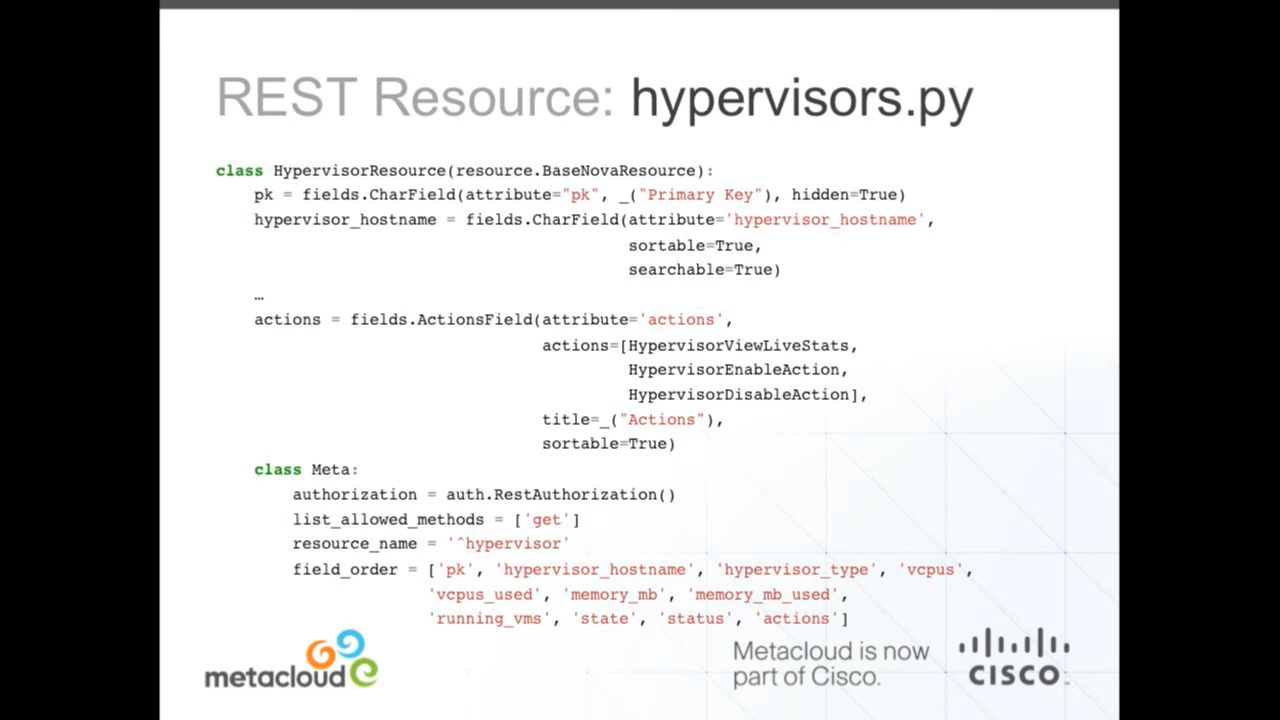 REST Resource: hypervisors.py
class HypervisorResource(resource.BaseNovaResource):
    pk = fields.CharField(attribute="pk", _("Primary Key"), hidden=True)
    hypervisor_hostname = fields.CharField(attribute='hypervisor_hostname',
                                           sortable=True,
                                           searchable=True)
    …
    actions = fields.ActionsField(attribute='actions',
                                  actions=[HypervisorViewLiveStats,
                                           HypervisorEnableAction,
                                           HypervisorDisableAction],
                                  title=_("Actions"),
                                  sortable=True)
    class Meta:
        authorization = auth.RestAuthorization()
        list_allowed_methods = ['get']
        resource_name = '^hypervisor'
        field_order = ['pk', 'hypervisor_hostname', 'hypervisor_type', 'vcpus',
                       'vcpus_used', 'memory_mb', 'memory_mb_used',
                       'running_vms', 'state', 'status', 'actions']
metacloud
Metacloud is now
part of Cisco.
CISCO